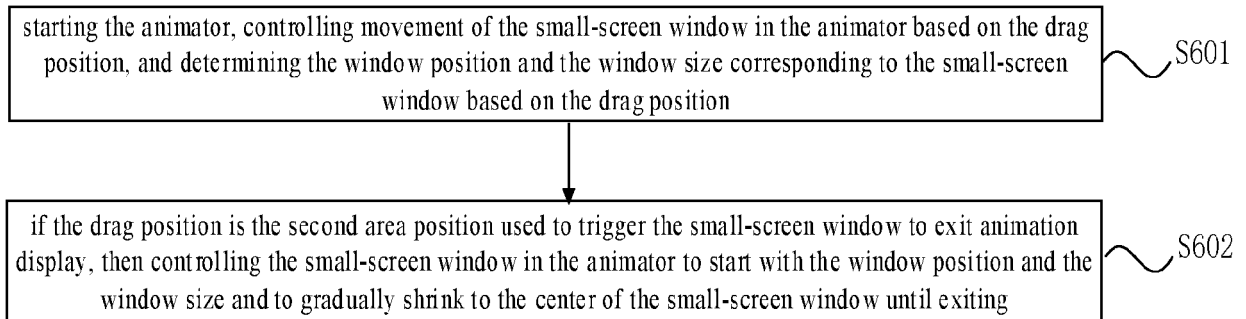 starting the animator, controlling movement of the small-screen window in the animator based on the drag
position, and determining the window position and the window size corresponding to the small-screen
window based on the drag position
S601
if the drag position is the second area position used to trigger the small-screen window to exit animation
display, then controlling the small-screen window in the animator to start with the window position and the
window size and to gradually shrink to the center of the small-screen window until exiting
S602